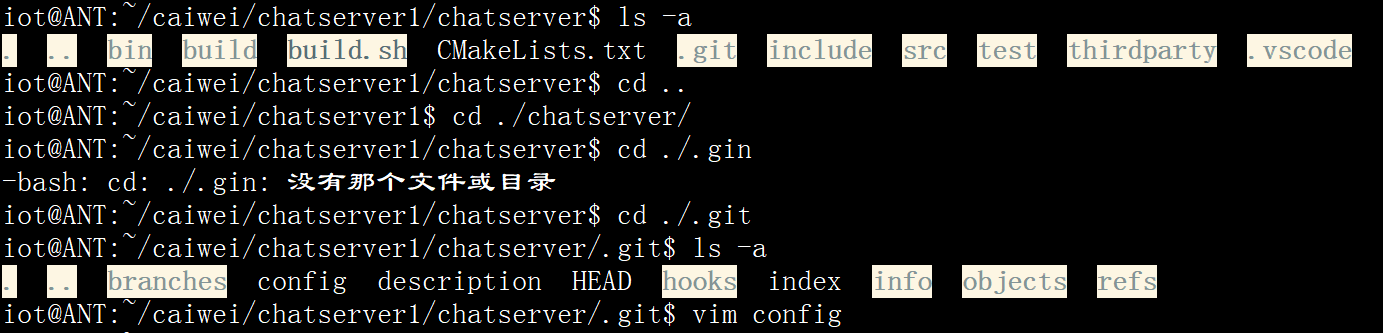 iot@ANT:~/caiwei/chatserver1/chatserver$ ls -a
. .. bin build build.sh CMakeLists.txt .git include src test thirdparty .vscode
iot@ANT:~/caiwei/chatserver1/chatserver$ cd ..
iot@ANT:~/caiwei/chatserver1$ cd ./chatserver/
iot@ANT:~/caiwei/chatserver1/chatserver$ cd ./.gin
-bash: cd: ./.gin: 没有那个文件或目录
iot@ANT:~/caiwei/chatserver1/chatserver$ cd ./.git
iot@ANT:~/caiwei/chatserver1/chatserver/.git$ ls -a
. .. branches config description HEAD hooks index info objects refs
iot@ANT:~/caiwei/chatserver1/chatserver/.git$ vim config